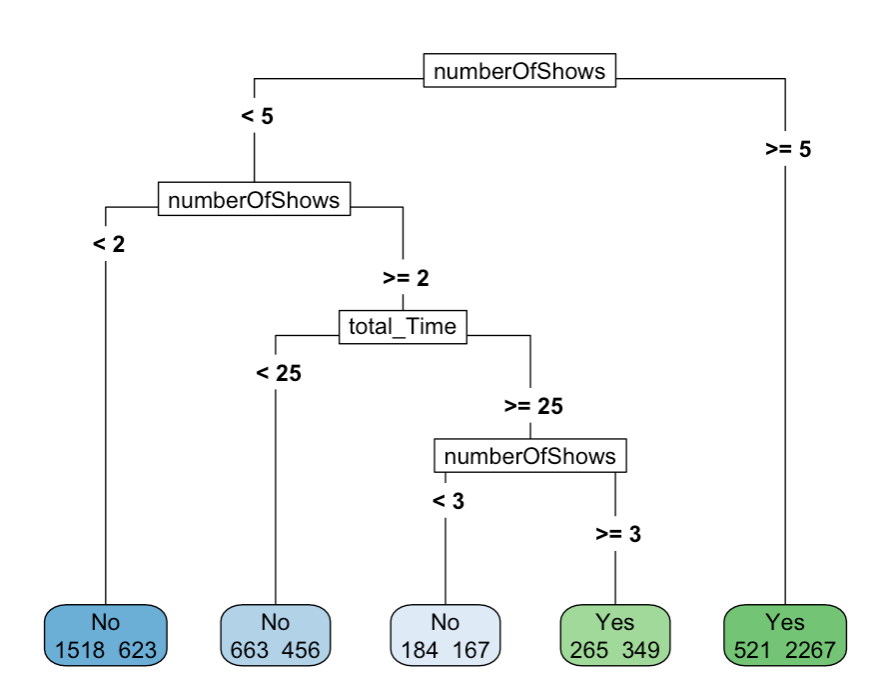 numberOfShows
< 5
>= 5
numberOfShows
< 2
>= 2
total_Time
< 25
>= 25
numberOfShows
< 3
>= 3
No
1518 623
No
663 456
No
184 167
Yes
265 349
Yes
521 2267